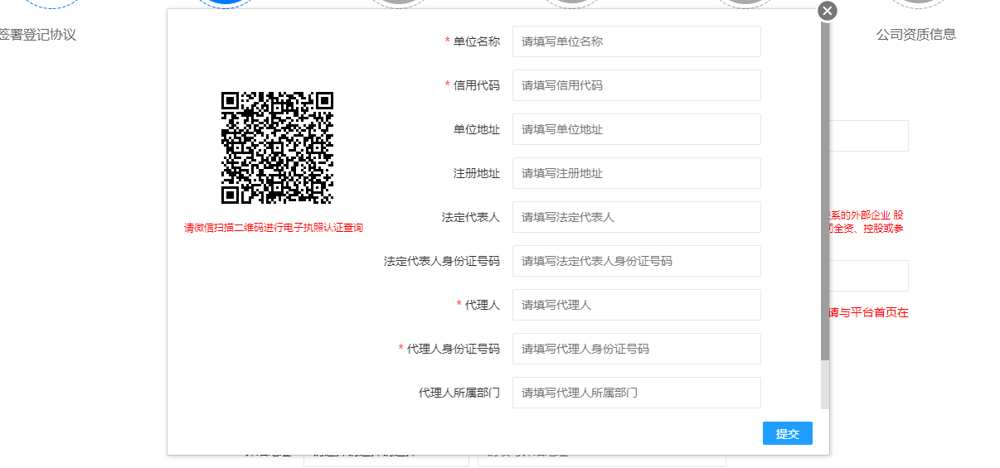 签署登记协议
公司资质信息
* 单位名称 请填写单位名称
* 信用代码 请填写信用代码
单位地址 请填写单位地址
注册地址 请填写注册地址
请微信扫描二维码进行电子执照认证查询
法定代表人 请填写法定代表人
系的外部企业 股
全资、控股或参
法定代表人身份证号码 请填写法定代表人身份证号码
* 代理人 请填写代理人
请与平台首页在
* 代理人身份证号码 请填写代理人身份证号码
代理人所属部门 请填写代理人所属部门
提交